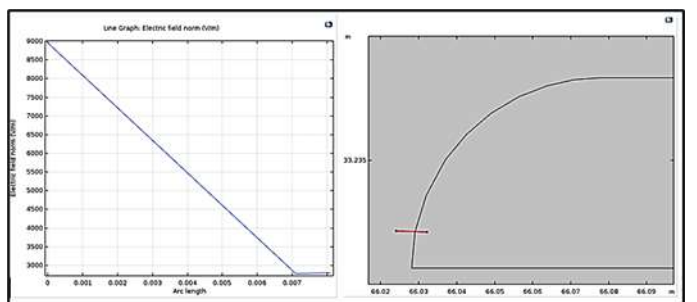 Line Graph: Electric field norm (V/m)
9000
8500
8000
7500
7000
6500
6000
5500
5000
4500
4000
3500
3000
Electric field norm (V/m)
0 0.001 0.002 0.003 0.004 0.005 0.006 0.007
Arc length
m
33.235
66.02 66.03 66.04 66.05 66.06 66.07 66.08 66.09 m